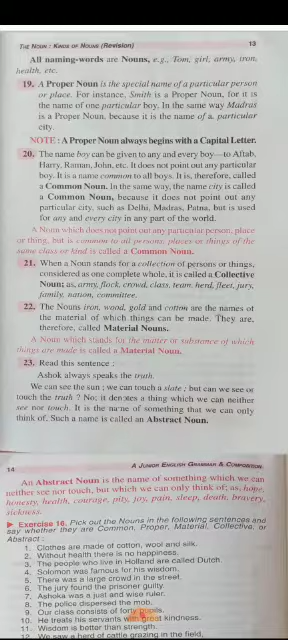 THE NOUN : KINDS OF NOUNS (Revision) 13
All naming-words are Nouns, e.g., Tom, girl, army, iron,
health, etc.
19. A Proper Noun is the special name of a particular person
or place. For instance, Smith is a Proper Noun, for it is
the name of one particular boy. In the same way Madras
is a Proper Noun, because it is the name of a particular
city.
NOTE : A Proper Noun always begins with a Capital Letter.
20. The name boy can be given to any and every boy—to Aftab,
Harry, Raman, John, etc. It does not point out any particular
boy. It is a name common to all boys. It is, therefore, called
a Common Noun. In the same way, the name city is called
a Common Noun, because it does not point out any
particular city, such as Delhi, Madras, Patna, but is used
for any and every city in any part of the world.
A Noun which does not point out any particular person, place
or thing, but is common to all persons, places or things of the
same class or kind is called a Common Noun.
21. When a Noun stands for a collection of persons or things,
considered as one complete whole, it is called a Collective
Noun; as, army, flock, crowd, class, team, herd, fleet, jury,
family, nation, committee.
22. The Nouns iron, wood, gold and cotton are the names of
the material of which things can be made. They are,
therefore, called Material Nouns.
A Noun which stands for the matter or substance of which
things are made is called a Material Noun.
23. Read this sentence :
Ashok always speaks the truth.
We can see the sun ; we can touch a slate ; but can we see or
touch the truth ? No; it denotes a thing which we can neither
see nor touch. It is the name of something that we can only
think of. Such a name is called an Abstract Noun.
14 A JUNIOR ENGLISH GRAMMAR & COMPOSITION
An Abstract Noun is the name of something which we can
neither see nor touch, but which we can only think of; as, hope,
honesty, health, courage, pity, joy, pain, sleep, death, bravery,
sickness.
Exercise 16. Pick out the Nouns in the following sentences and
say whether they are Common, Proper, Material, Collective, or
Abstract :
1. Clothes are made of cotton, wool and silk.
2. Without health there is no happiness.
3. The people who live in Holland are called Dutch.
4. Solomon was famous for his wisdom.
5. There was a large crowd in the street.
6. The jury found the prisoner guilty.
7. Ashoka was a just and wise ruler.
8. The police dispersed the mob.
9. Our class consists of forty pupils.
10. He treats his servants with great kindness.
11. Wisdom is better than strength.
12. We saw a herd of cattle grazing in the field.